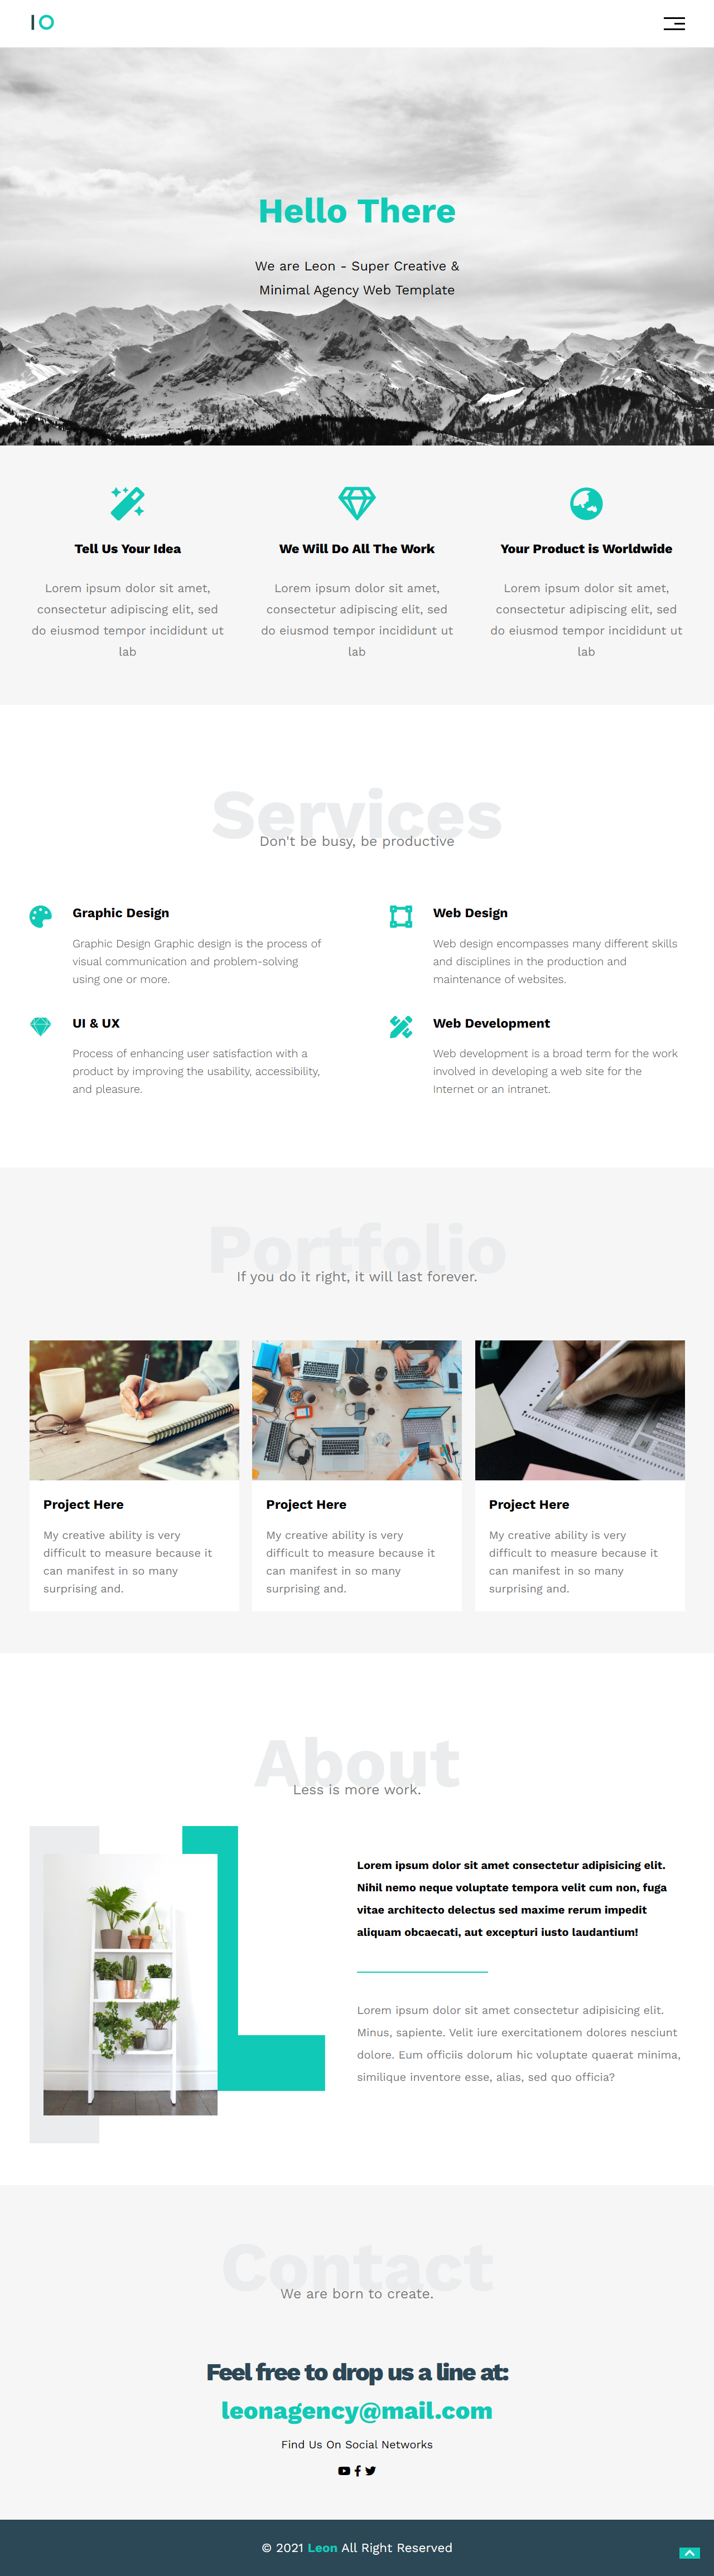 IO
Hello There
We are Leon - Super Creative &
Minimal Agency Web Template
Tell Us Your Idea
Lorem ipsum dolor sit amet,
consectetur adipiscing elit, sed
do eiusmod tempor incididunt ut
lab
We Will Do All The Work
Lorem ipsum dolor sit amet,
consectetur adipiscing elit, sed
do eiusmod tempor incididunt ut
lab
Your Product is Worldwide
Lorem ipsum dolor sit amet,
consectetur adipiscing elit, sed
do eiusmod tempor incididunt ut
lab
Services
Don't be busy, be productive
Graphic Design
Graphic Design Graphic design is the process of
visual communication and problem-solving
using one or more.
Web Design
Web design encompasses many different skills
and disciplines in the production and
maintenance of websites.
UI & UX
Process of enhancing user satisfaction with a
product by improving the usability, accessibility,
and pleasure.
Web Development
Web development is a broad term for the work
involved in developing a web site for the
Internet or an intranet.
Portfolio
If you do it right, it will last forever.
Project Here
My creative ability is very
difficult to measure because it
can manifest in so many
surprising and.
Project Here
My creative ability is very
difficult to measure because it
can manifest in so many
surprising and.
Project Here
My creative ability is very
difficult to measure because it
can manifest in so many
surprising and.
About
Less is more work.
Lorem ipsum dolor sit amet consectetur adipisicing elit.
Nihil nemo neque voluptate tempora velit cum non, fuga
vitae architecto delectus sed maxime rerum impedit
aliquam obcaecati, aut excepturi iusto laudantium!
Lorem ipsum dolor sit amet consectetur adipisicing elit.
Minus, sapiente. Velit iure exercitationem dolores nesciunt
dolore. Eum officiis dolorum hic voluptate quaerat minima,
similique inventore esse, alias, sed quo officia?
Contact
We are born to create.
Feel free to drop us a line at:
leonagency@mail.com
Find Us On Social Networks
© 2021 Leon All Right Reserved